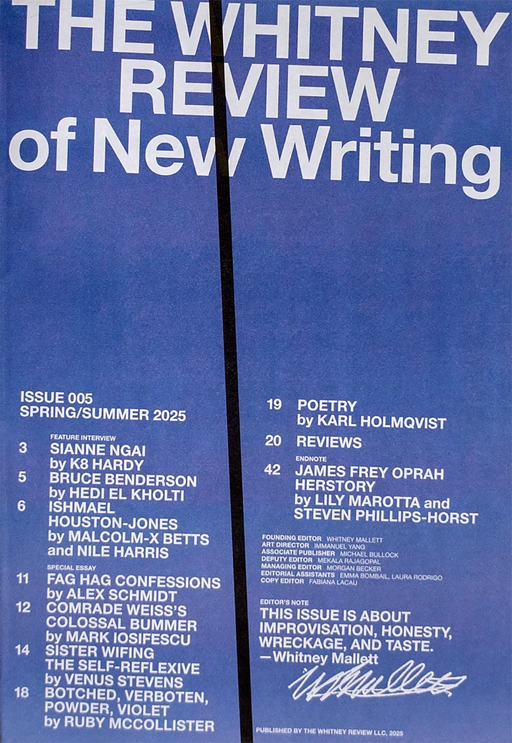 THE WHITNEY
REVIEW
of New Writing
ISSUE 005
SPRING/SUMMER 2025
FEATURE INTERVIEW
3 SIANNE NGAI
by K8 HARDY
5 BRUCE BENDERSON
by HEDI EL KHOLTI
6 ISHMAEL
HOUSTON-JONES
by MALCOLM-X BETTS
and NILE HARRIS
SPECIAL ESSAY
11 FAG HAG CONFESSIONS
by ALEX SCHMIDT
12 COMRADE WEISS'S
COLOSSAL BUMMER
by MARK IOSIFESCU
14 SISTER WIFING
THE SELF-REFLEXIVE
by VENUS STEVENS
18 BOTCHED, VERBOTEN,
POWDER, VIOLET
by RUBY MCCOLLISTER
19 POETRY
by KARL HOLMQVIST
20 REVIEWS
ENDNOTE
42 JAMES FREY OPRAH
HERSTORY
by LILY MAROTTA and
STEVEN PHILLIPS-HORST
FOUNDING EDITOR WHITNEY MALLETT
ART DIRECTOR IMMANUEL YANG
ASSOCIATE PUBLISHER MICHAEL BULLOCK
DEPUTY EDITOR MEKALA RAJAGOPAL
MANAGING EDITOR MORGAN BECKER
EDITORIAL ASSISTANTS EMMA BOMBAIL, LAURA RODRIGO
COPY EDITOR FABIANA LACAU
EDITOR'S NOTE
THIS ISSUE IS ABOUT
IMPROVISATION, HONESTY,
WRECKAGE, AND TASTE.
—Whitney Mallett
PUBLISHED BY THE WHITNEY REVIEW LLC, 2025